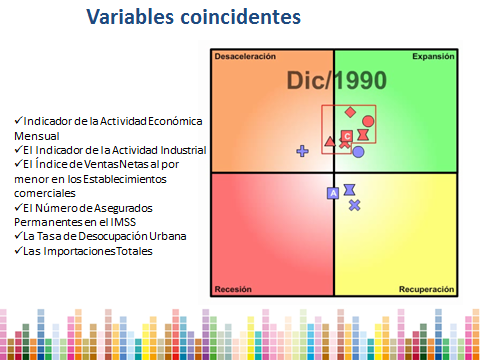 Variables coincidentes
Desaceleración
Expansión
Dic/1990
✓Indicador de la Actividad Económica
Mensual
✓El Indicador de la Actividad Industrial
✓El Índice de Ventas Netas al por
menor en los Establecimientos
comerciales
✓El Número de Asegurados
Permanentes en el IMSS
✓La Tasa de Desocupación Urbana
✓Las Importaciones Totales
C
A
Recesión
Recuperación